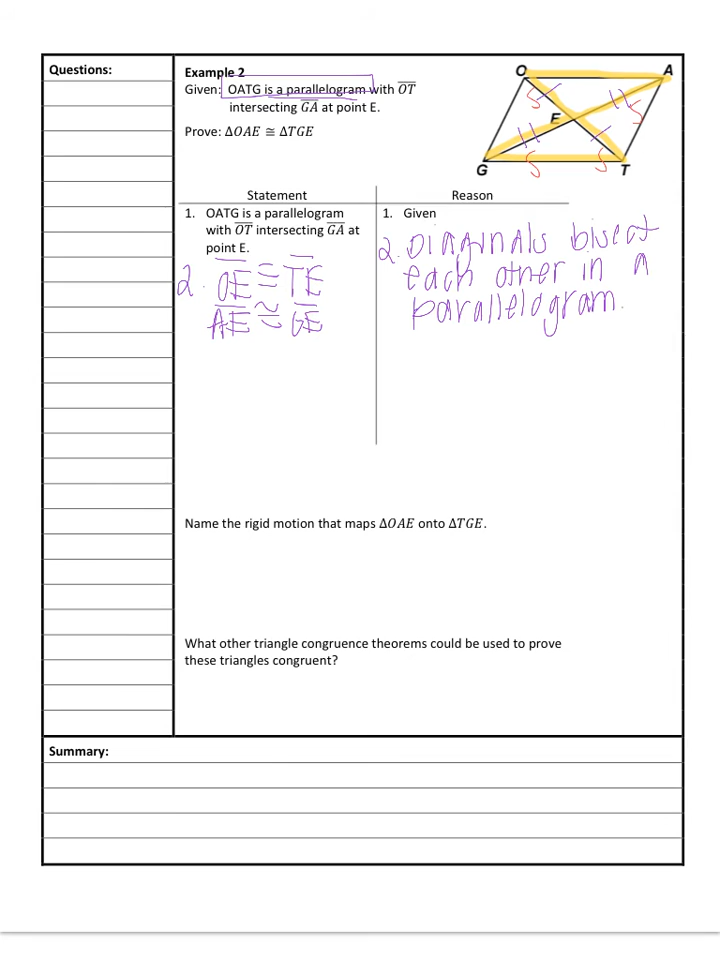 Questions:
Example 2
Given: OATG is a parallelogram with OT
intersecting GA at point E.
Prove: ΔOAE ≅ ΔTGE
O
A
E
G
T
S
S
S
S
Statement
Reason
1. OATG is a parallelogram
with OT intersecting GA at
point E.
1. Given
2. OE ≅ TE
AE ≅ GE
2. Diagonals bisect
each other in a
parallelogram.
Name the rigid motion that maps ΔOAE onto ΔTGE.
What other triangle congruence theorems could be used to prove
these triangles congruent?
Summary: